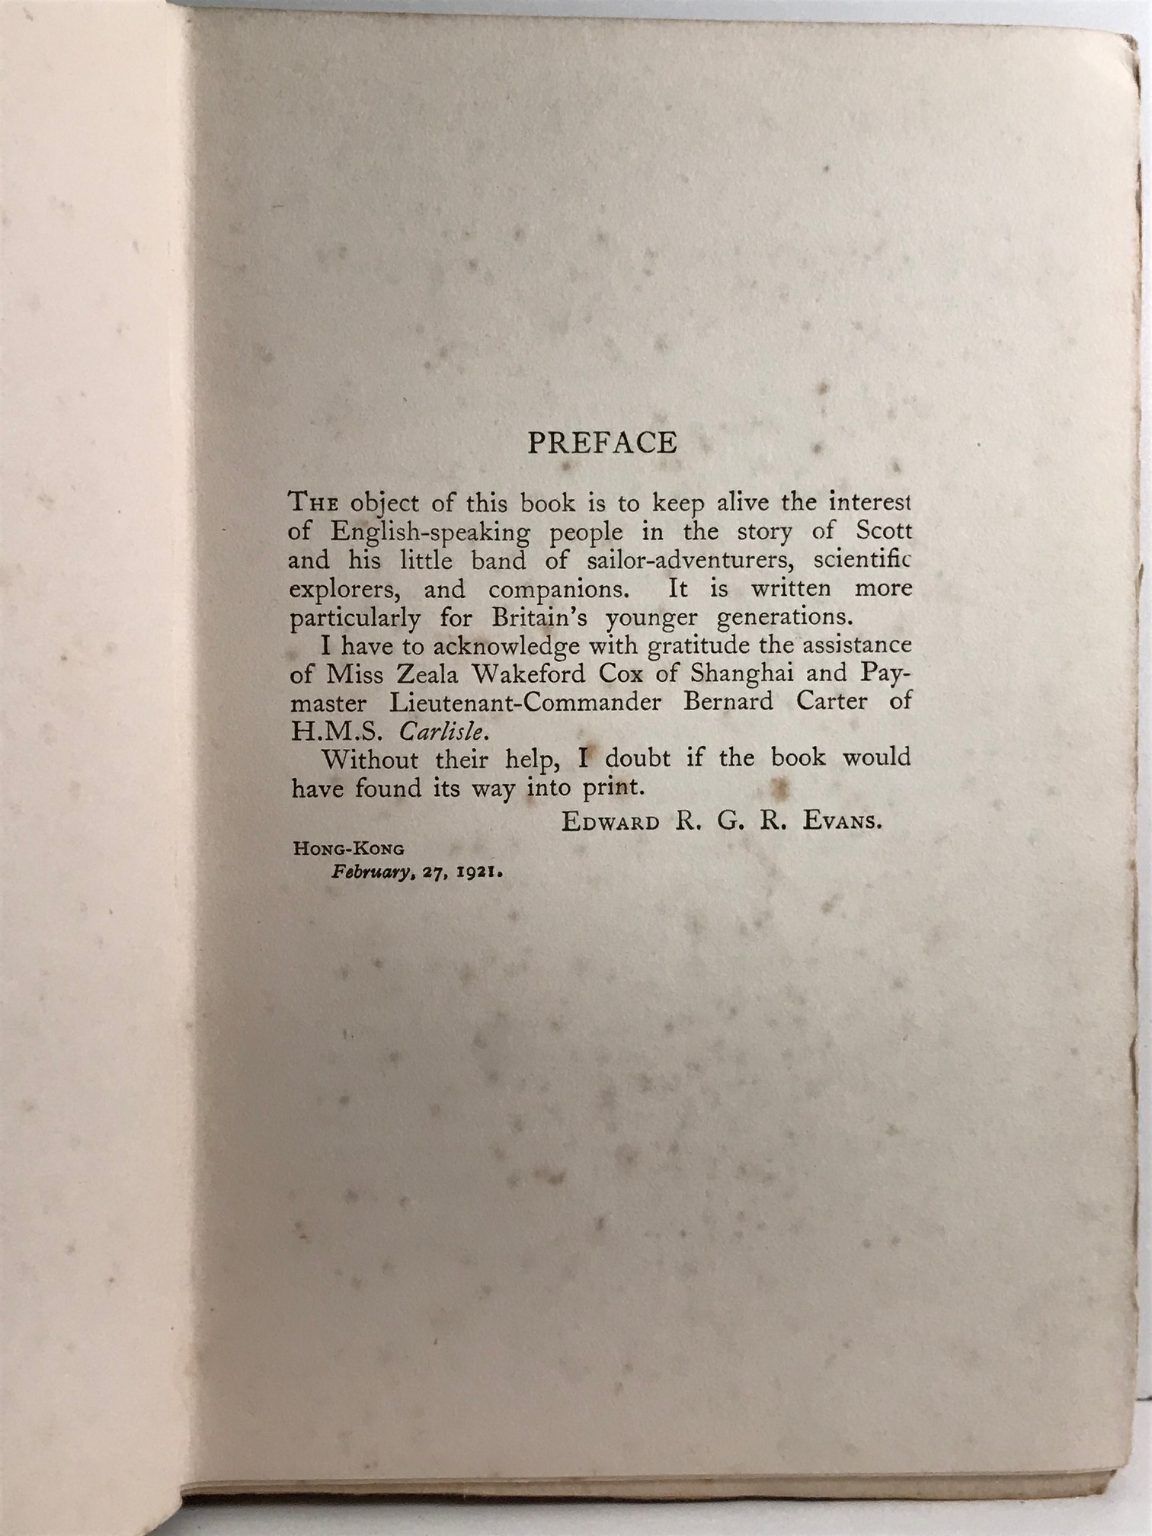 PREFACE
THE object of this book is to keep alive the interest
of English-speaking people in the story of Scott
and his little band of sailor-adventurers, scientific
explorers, and companions. It is written more
particularly for Britain's younger generations.
I have to acknowledge with gratitude the assistance
of Miss Zeala Wakeford Cox of Shanghai and Pay-
master Lieutenant-Commander Bernard Carter of
H.M.S. Carlisle.
Without their help, I doubt if the book would
have found its way into print.
EDWARD R. G. R. EVANS.
HONG-KONG
February, 27, 1921.